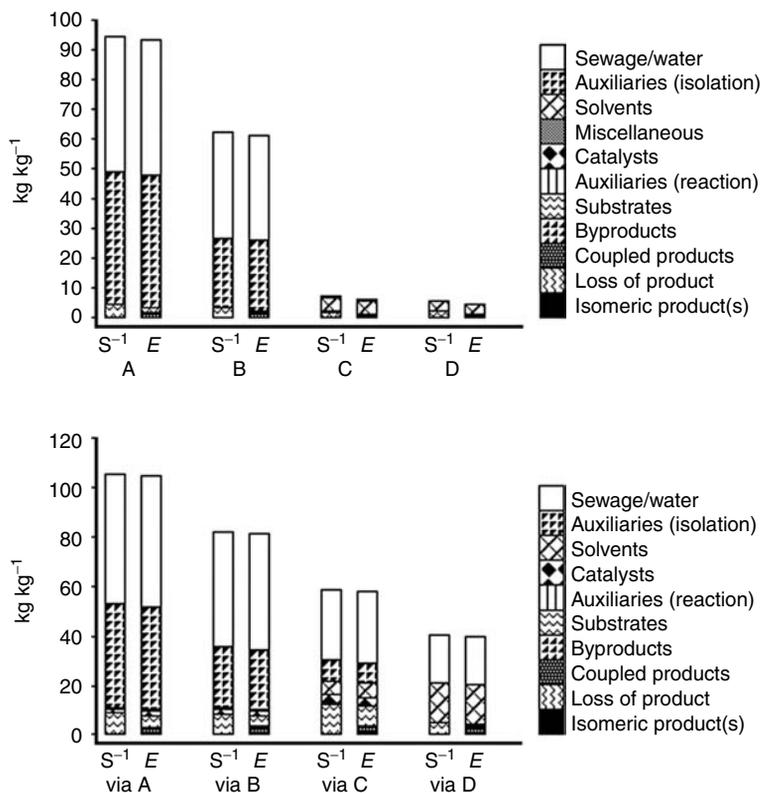 100
90
80
70
60
50
40
30
20
10
0
kg kg⁻¹
S⁻¹ E S⁻¹ E S⁻¹ E S⁻¹ E
A B C D
Sewage/water
Auxiliaries (isolation)
Solvents
Miscellaneous
Catalysts
Auxiliaries (reaction)
Substrates
Byproducts
Coupled products
Loss of product
Isomeric product(s)
120
100
80
60
40
20
0
kg kg⁻¹
S⁻¹ E S⁻¹ E S⁻¹ E S⁻¹ E
via A via B via C via D
Sewage/water
Auxiliaries (isolation)
Solvents
Catalysts
Auxiliaries (reaction)
Substrates
Byproducts
Coupled products
Loss of product
Isomeric product(s)